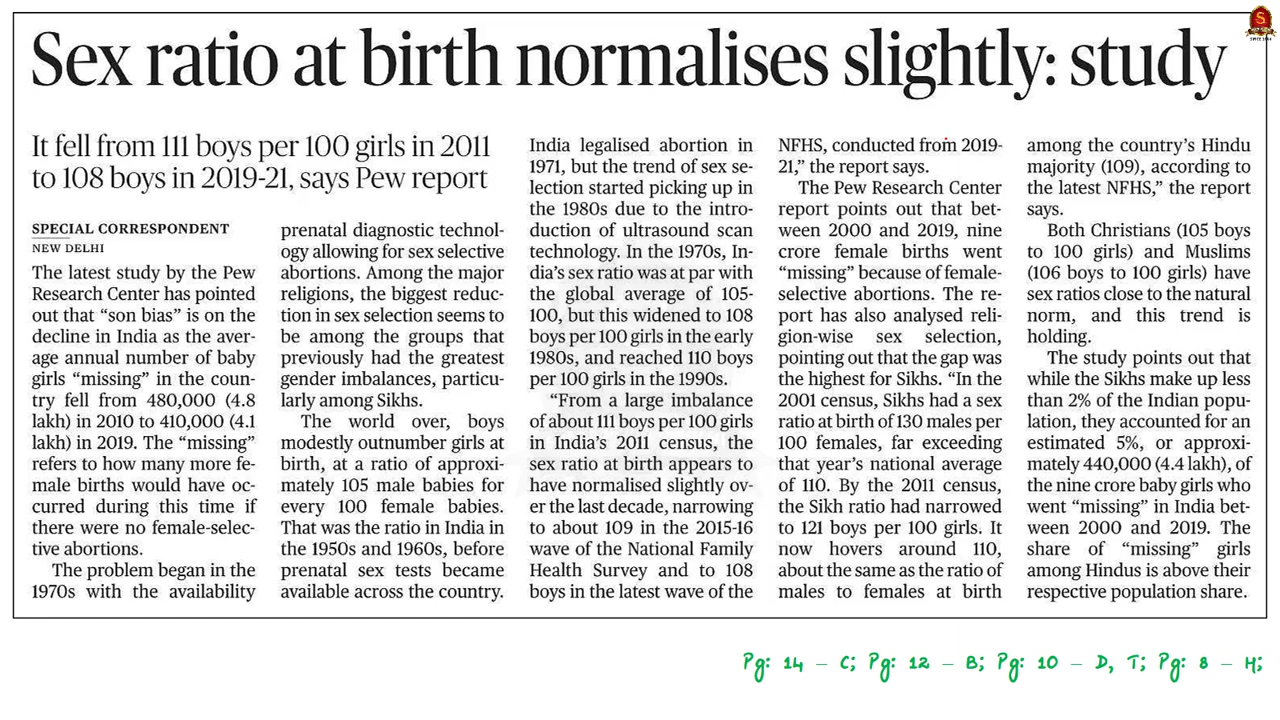 Sex ratio at birth normalises slightly: study
It fell from 111 boys per 100 girls in 2011
to 108 boys in 2019-21, says Pew report
SPECIAL CORRESPONDENT
NEW DELHI
The latest study by the Pew
Research Center has pointed
out that “son bias” is on the
decline in India as the aver-
age annual number of baby
girls “missing” in the coun-
try fell from 480,000 (4.8
lakh) in 2010 to 410,000 (4.1
lakh) in 2019. The “missing”
refers to how many more fe-
male births would have oc-
curred during this time if
there were no female-selec-
tive abortions.
The problem began in the
1970s with the availability
prenatal diagnostic technol-
ogy allowing for sex selective
abortions. Among the major
religions, the biggest reduc-
tion in sex selection seems to
be among the groups that
previously had the greatest
gender imbalances, particu-
larly among Sikhs.
The world over, boys
modestly outnumber girls at
birth, at a ratio of approxi-
mately 105 male babies for
every 100 female babies.
That was the ratio in India in
the 1950s and 1960s, before
prenatal sex tests became
available across the country.
India legalised abortion in
1971, but the trend of sex se-
lection started picking up in
the 1980s due to the intro-
duction of ultrasound scan
technology. In the 1970s, In-
dia’s sex ratio was at par with
the global average of 105-
100, but this widened to 108
boys per 100 girls in the early
1980s, and reached 110 boys
per 100 girls in the 1990s.
“From a large imbalance
of about 111 boys per 100 girls
in India’s 2011 census, the
sex ratio at birth appears to
have normalised slightly ov-
er the last decade, narrowing
to about 109 in the 2015-16
wave of the National Family
Health Survey and to 108
boys in the latest wave of the
NFHS, conducted from 2019-
21,” the report says.
The Pew Research Center
report points out that bet-
ween 2000 and 2019, nine
crore female births went
“missing” because of female-
selective abortions. The re-
port has also analysed reli-
gion-wise sex selection,
pointing out that the gap was
the highest for Sikhs. “In the
2001 census, Sikhs had a sex
ratio at birth of 130 males per
100 females, far exceeding
that year’s national average
of 110. By the 2011 census,
the Sikh ratio had narrowed
to 121 boys per 100 girls. It
now hovers around 110,
about the same as the ratio of
males to females at birth
among the country’s Hindu
majority (109), according to
the latest NFHS,” the report
says.
Both Christians (105 boys
to 100 girls) and Muslims
(106 boys to 100 girls) have
sex ratios close to the natural
norm, and this trend is
holding.
The study points out that
while the Sikhs make up less
than 2% of the Indian popu-
lation, they accounted for an
estimated 5%, or approxi-
mately 440,000 (4.4 lakh), of
the nine crore baby girls who
went “missing” in India bet-
ween 2000 and 2019. The
share of “missing” girls
among Hindus is above their
respective population share.
Pg: 14 – C; Pg: 12 – B; Pg: 10 – D, T; Pg: 8 – H;